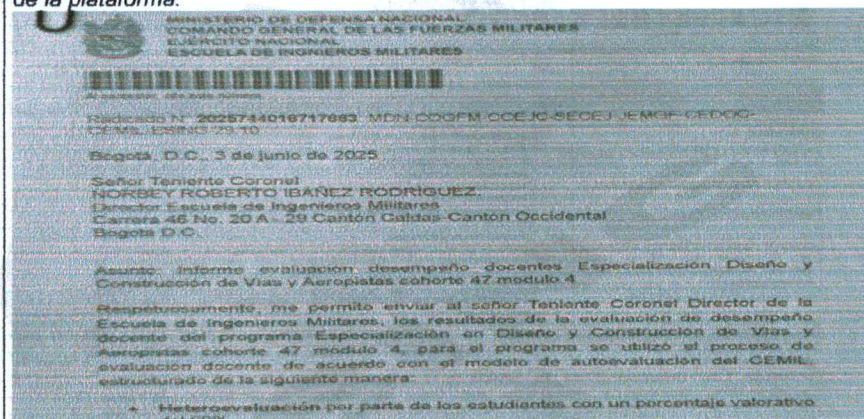 de la plataforma.
MINISTERIO DE DEFENSA NACIONAL
COMANDO GENERAL DE LAS FUERZAS MILITARES
EJÉRCITO NACIONAL
ESCUELA DE INGNIEROS MILITARES
Radicado N° 2025744016717663 MDN-COGFM-COEJC-SECEJ-JEMGF-CEDOC-
CEMIL-ESING-29.10
Bogotá, D.C., 3 de junio de 2025
Señor Teniente Coronel
NORBEY ROBERTO IBAÑEZ RODRÍGUEZ.
Director Escuela de Ingenieros Militares
Carrera 46 No. 20 A - 29 Cantón Caldas-Cantón Occidental
Bogotá D.C.
Asunto: Informe evaluación desempeño docentes Especialización Diseño y
Construcción de Vías y Aeropistas cohorte 47 modulo 4
Respetuosamente, me permito enviar al señor Teniente Coronel Director de la
Escuela de Ingenieros Militares, los resultados de la evaluación de desempeño
docente del programa Especialización en Diseño y Construcción de Vías y
Aeropistas cohorte 47 modulo 4, para el programa se utilizó el proceso de
evaluación docente de acuerdo con el modelo de autoevaluación del CEMIL,
estructurado de la siguiente manera:
• Heteroevaluación por parte de los estudiantes con un porcentaje valorativo